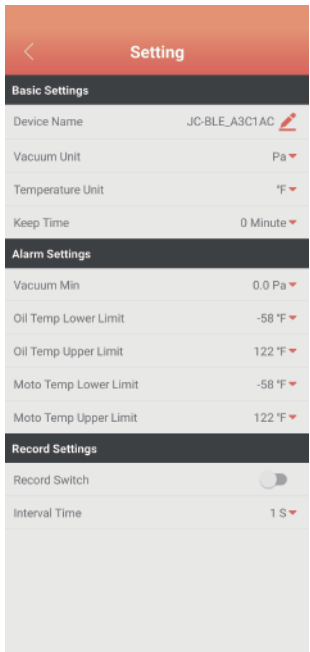 Setting
Basic Settings
Device Name JC-BLE_A3C1AC
Vacuum Unit Pa
Temperature Unit °F
Keep Time 0 Minute
Alarm Settings
Vacuum Min 0.0 Pa
Oil Temp Lower Limit -58 °F
Oil Temp Upper Limit 122 °F
Moto Temp Lower Limit -58 °F
Moto Temp Upper Limit 122 °F
Record Settings
Record Switch
Interval Time 1 S